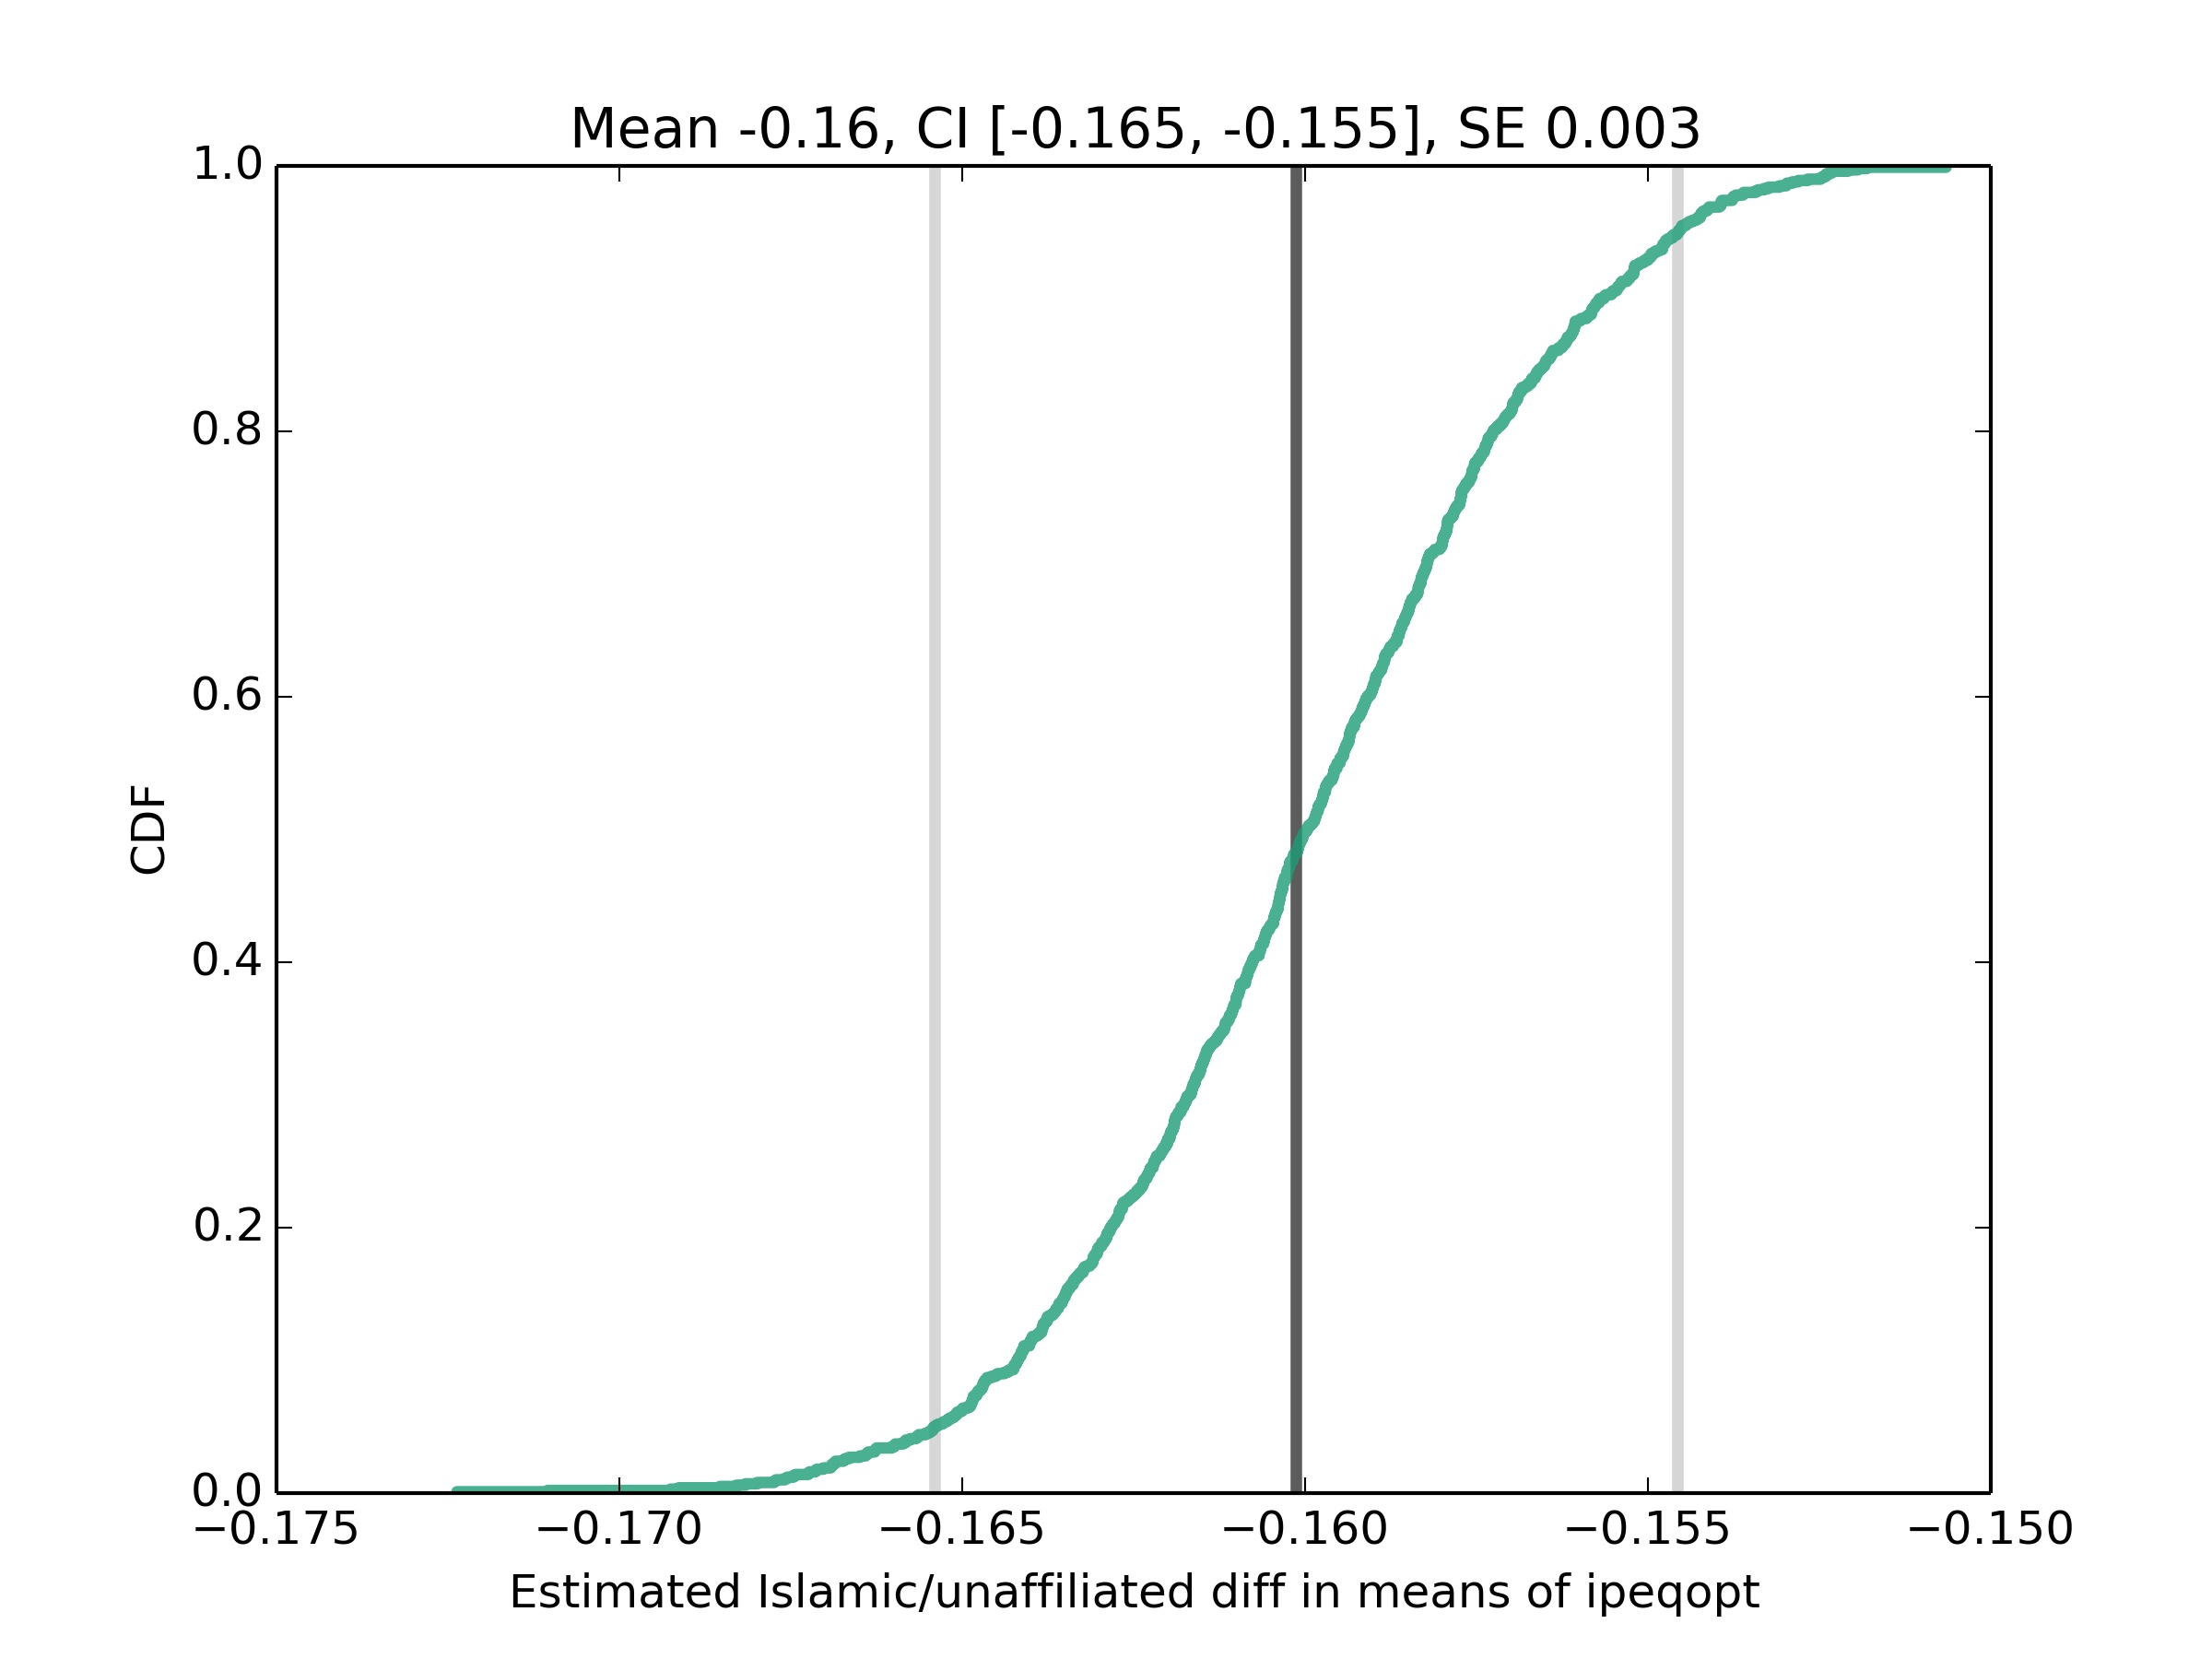 Mean -0.16, CI [-0.165, -0.155], SE 0.003
1.0
0.8
0.6
0.4
0.2
0.0
CDF
−0.175 −0.170 −0.165 −0.160 −0.155 −0.150
Estimated Islamic/unaffiliated diff in means of ipeqopt